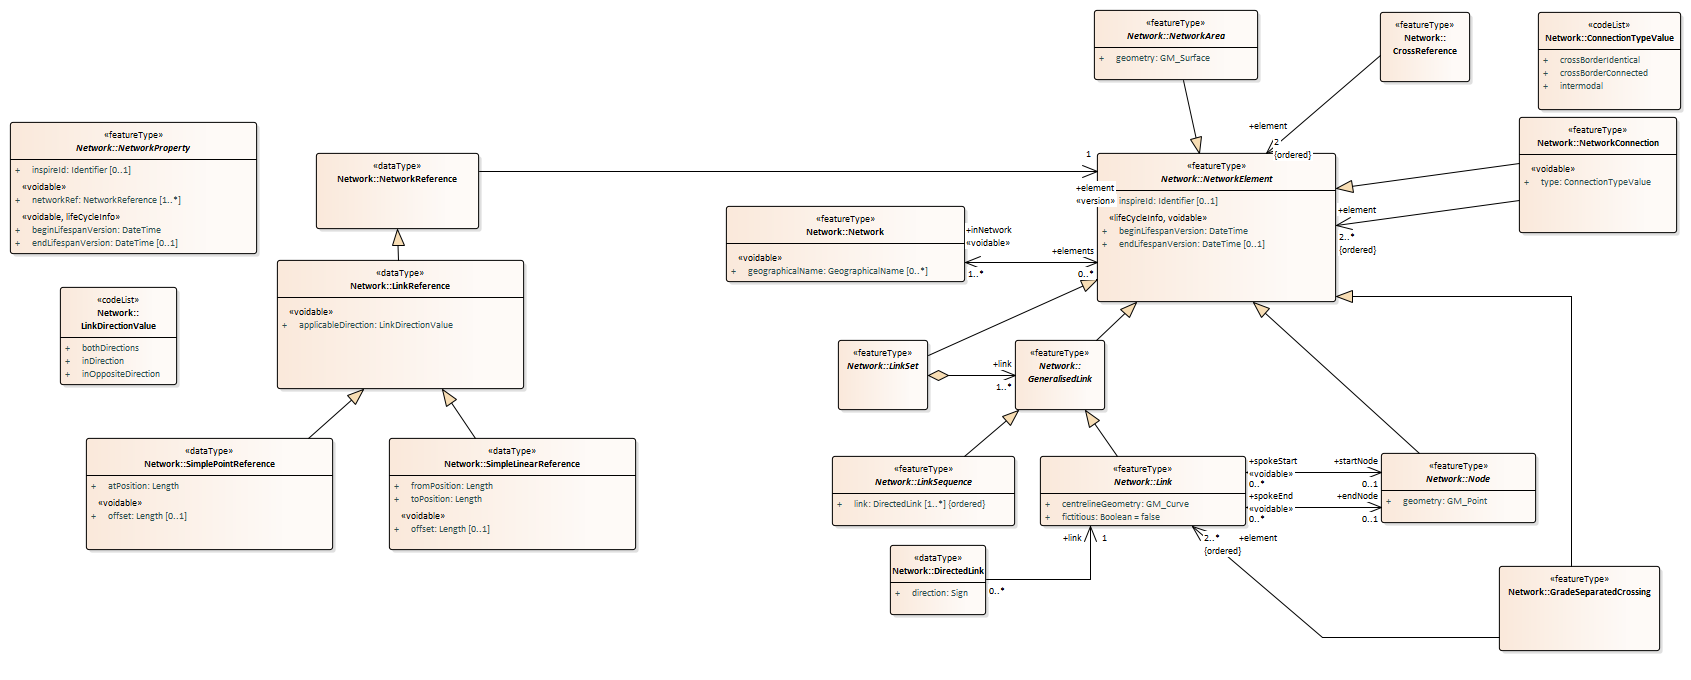 «featureType»
Network::NetworkArea
+ geometry: GM_Surface
«featureType»
Network::
CrossReference
«codeList»
Network::ConnectionTypeValue
+ crossBorderIdentical
+ crossBorderConnected
+ intermodal
«featureType»
Network::NetworkProperty
+ inspireId: Identifier [0..1]
«voidable»
+ networkRef: NetworkReference [1..*]
«voidable, lifeCycleInfo»
+ beginLifespanVersion: DateTime
+ endLifespanVersion: DateTime [0..1]
«dataType»
Network::NetworkReference
1
+element
«version»
+element
2
{ordered}
«featureType»
Network::NetworkElement
inspireId: Identifier [0..1]
«lifeCycleInfo, voidable»
+ beginLifespanVersion: DateTime
+ endLifespanVersion: DateTime [0..1]
«featureType»
Network::NetworkConnection
«voidable»
+ type: ConnectionTypeValue
+element
2..*
{ordered}
«featureType»
Network::Network
«voidable»
+ geographicalName: GeographicalName [0..*]
+inNetwork
«voidable»
1..*
+elements
0..*
«dataType»
Network::LinkReference
«voidable»
+ applicableDirection: LinkDirectionValue
«codeList»
Network::
LinkDirectionValue
+ bothDirections
+ inDirection
+ inOppositeDirection
«featureType»
Network::LinkSet
+link
1..*
«featureType»
Network::
GeneralisedLink
«dataType»
Network::SimplePointReference
+ atPosition: Length
«voidable»
+ offset: Length [0..1]
«dataType»
Network::SimpleLinearReference
+ fromPosition: Length
+ toPosition: Length
«voidable»
+ offset: Length [0..1]
«featureType»
Network::LinkSequence
+ link: DirectedLink [1..*] {ordered}
«featureType»
Network::Link
+ centrelineGeometry: GM_Curve
+ fictitious: Boolean = false
+spokeStart
«voidable»
0..*
+startNode
0..1
+spokeEnd
«voidable»
0..*
+endNode
0..1
«featureType»
Network::Node
+ geometry: GM_Point
+link
1
2..*
{ordered}
+element
«dataType»
Network::DirectedLink
+ direction: Sign
0..*
«featureType»
Network::GradeSeparatedCrossing